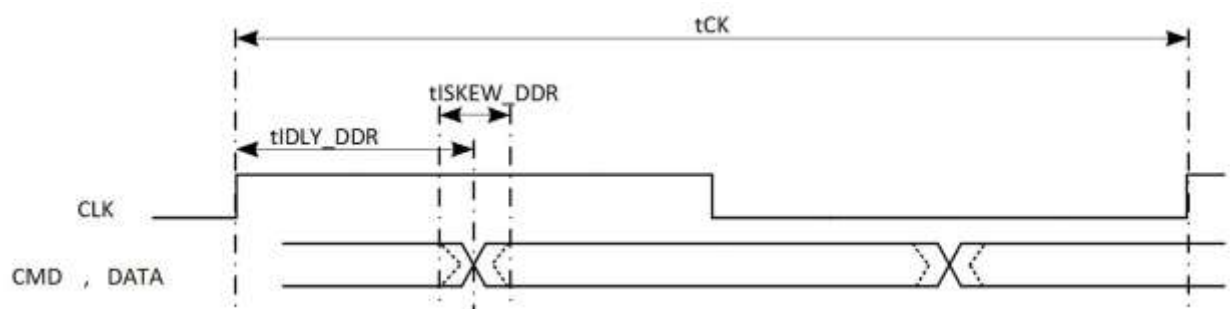 tCK
tISKEW_DDR
tIDLY_DDR
CLK
CMD , DATA